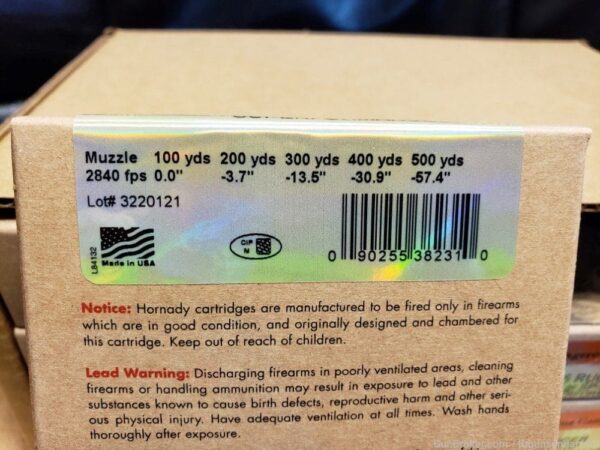 Muzzle 100 yds 200 yds 300 yds 400 yds 500 yds
2840 fps 0.0" -3.7" -13.5" -30.9" -57.4"
Lot# 3220121
L84132
Made in USA
CIP
N
0 90255 38231 0
Notice: Hornady cartridges are manufactured to be fired only in firearms
which are in good condition, and originally designed and chambered for
this cartridge. Keep out of reach of children.
Lead Warning: Discharging firearms in poorly ventilated areas, cleaning
firearms or handling ammunition may result in exposure to lead and other
substances known to cause birth defects, reproductive harm and other seri-
ous physical injury. Have adequate ventilation at all times. Wash hands
thoroughly after exposure.